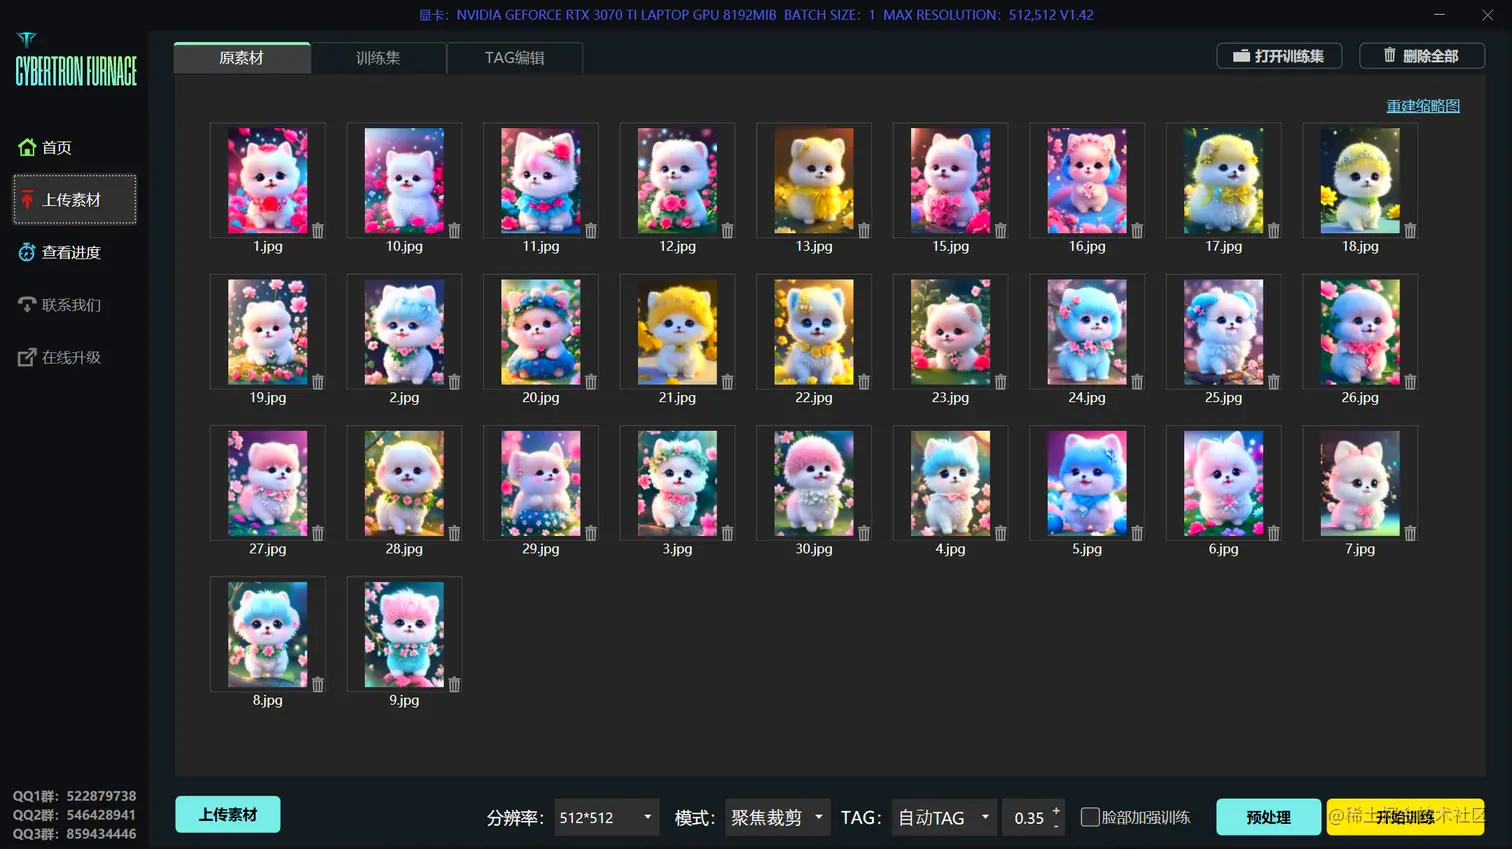 显卡：NVIDIA GEFORCE RTX 3070 TI LAPTOP GPU 8192MIB BATCH SIZE：1 MAX RESOLUTION：512,512 V1.42
CYBERTRON FURNACE
原素材 训练集 TAG编辑 打开训练集 删除全部
重建缩略图
首页
上传素材
查看进度
联系我们
在线升级
1.jpg 10.jpg 11.jpg 12.jpg 13.jpg 15.jpg 16.jpg 17.jpg 18.jpg
19.jpg 2.jpg 20.jpg 21.jpg 22.jpg 23.jpg 24.jpg 25.jpg 26.jpg
27.jpg 28.jpg 29.jpg 3.jpg 30.jpg 4.jpg 5.jpg 6.jpg 7.jpg
8.jpg 9.jpg
QQ1群：522879738
QQ2群：546428941
QQ3群：859434446
上传素材 分辨率：512*512 模式：聚焦裁剪 TAG：自动TAG 0.35 + - 脸部加强训练 预处理 开始训练
@稀土掘金技术社区